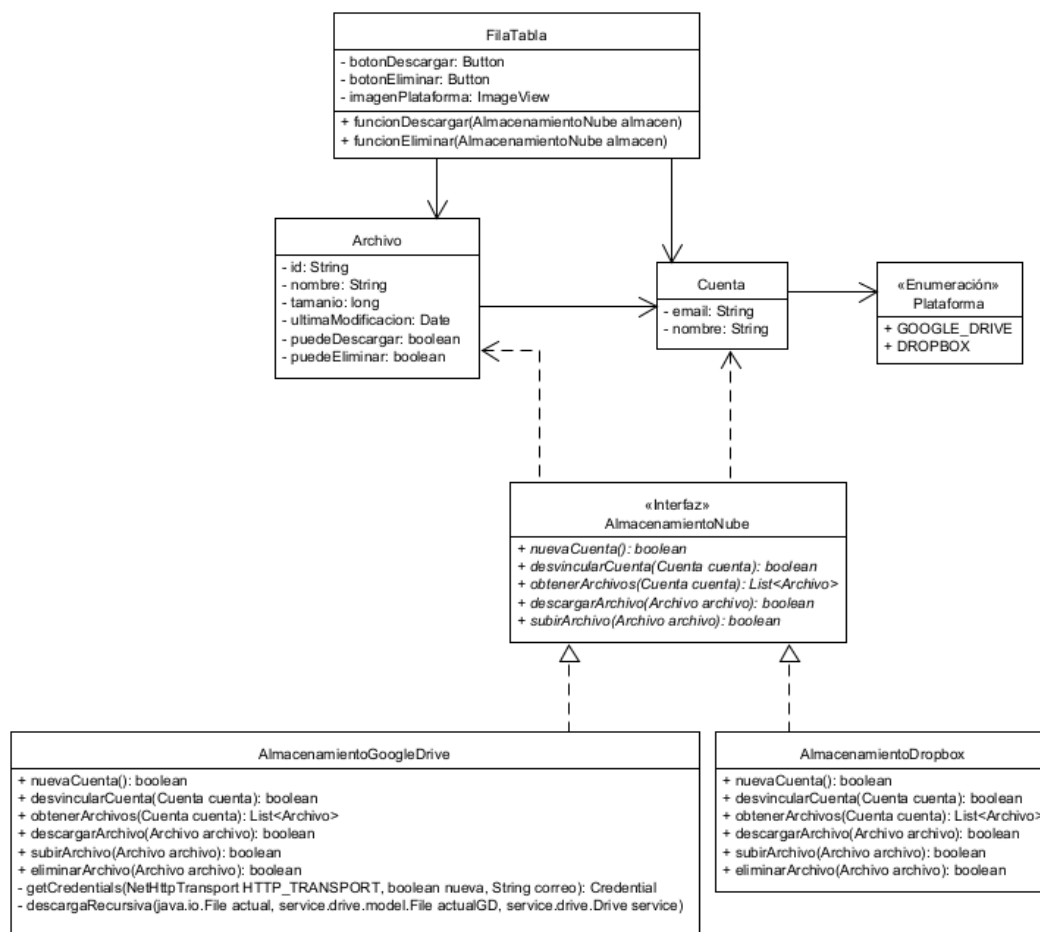 FilaTabla
- botonDescargar: Button
- botonEliminar: Button
- imagenPlataforma: ImageView
+ funcionDescargar(AlmacenamientoNube almacen)
+ funcionEliminar(AlmacenamientoNube almacen)
Archivo
- id: String
- nombre: String
- tamanio: long
- ultimaModificacion: Date
- puedeDescargar: boolean
- puedeEliminar: boolean
Cuenta
- email: String
- nombre: String
«Enumeración»
Plataforma
+ GOOGLE_DRIVE
+ DROPBOX
«Interfaz»
AlmacenamientoNube
+ nuevaCuenta(): boolean
+ desvincularCuenta(Cuenta cuenta): boolean
+ obtenerArchivos(Cuenta cuenta): List<Archivo>
+ descargarArchivo(Archivo archivo): boolean
+ subirArchivo(Archivo archivo): boolean
AlmacenamientoGoogleDrive
+ nuevaCuenta(): boolean
+ desvincularCuenta(Cuenta cuenta): boolean
+ obtenerArchivos(Cuenta cuenta): List<Archivo>
+ descargarArchivo(Archivo archivo): boolean
+ subirArchivo(Archivo archivo): boolean
+ eliminarArchivo(Archivo archivo): boolean
- getCredentials(NetHttpTransport HTTP_TRANSPORT, boolean nueva, String correo): Credential
- descargaRecursiva(java.io.File actual, service.drive.model.File actualGD, service.drive.Drive service)
AlmacenamientoDropbox
+ nuevaCuenta(): boolean
+ desvincularCuenta(Cuenta cuenta): boolean
+ obtenerArchivos(Cuenta cuenta): List<Archivo>
+ descargarArchivo(Archivo archivo): boolean
+ subirArchivo(Archivo archivo): boolean
+ eliminarArchivo(Archivo archivo): boolean